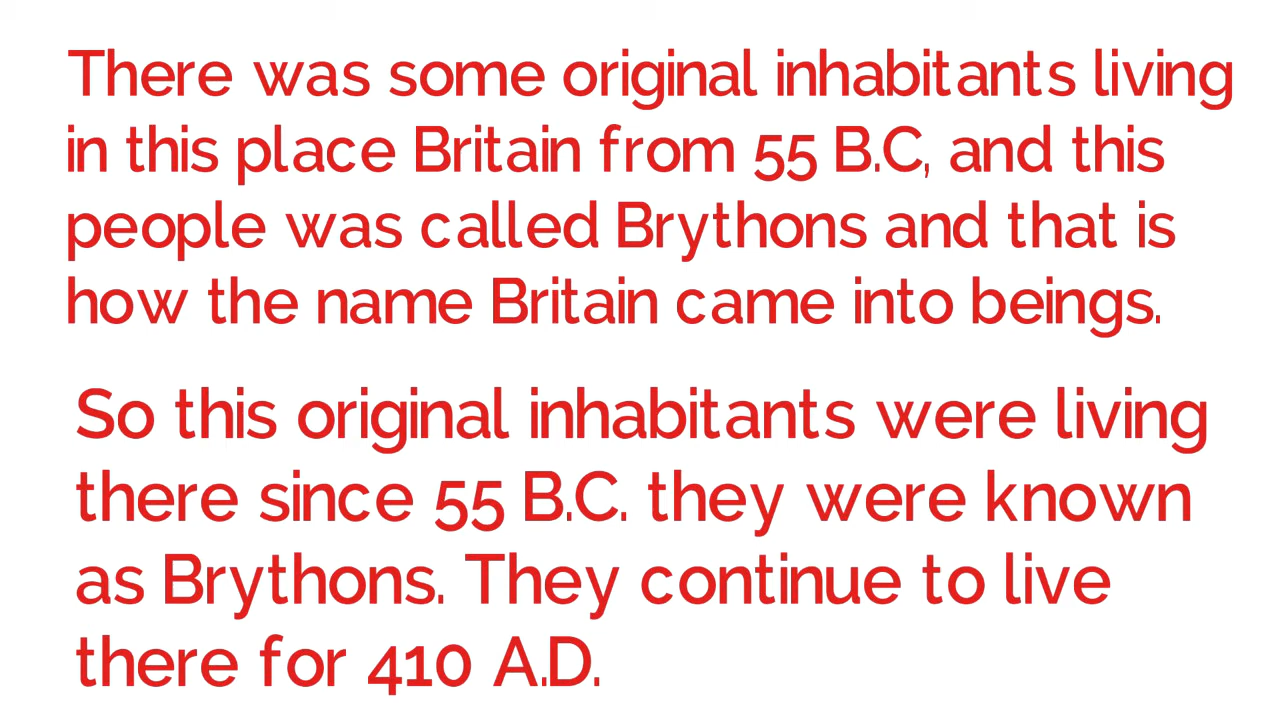 There was some original inhabitants living
in this place Britain from 55 B.C, and this
people was called Brythons and that is
how the name Britain came into beings.
So this original inhabitants were living
there since 55 B.C. they were known
as Brythons. They continue to live
there for 410 A.D.